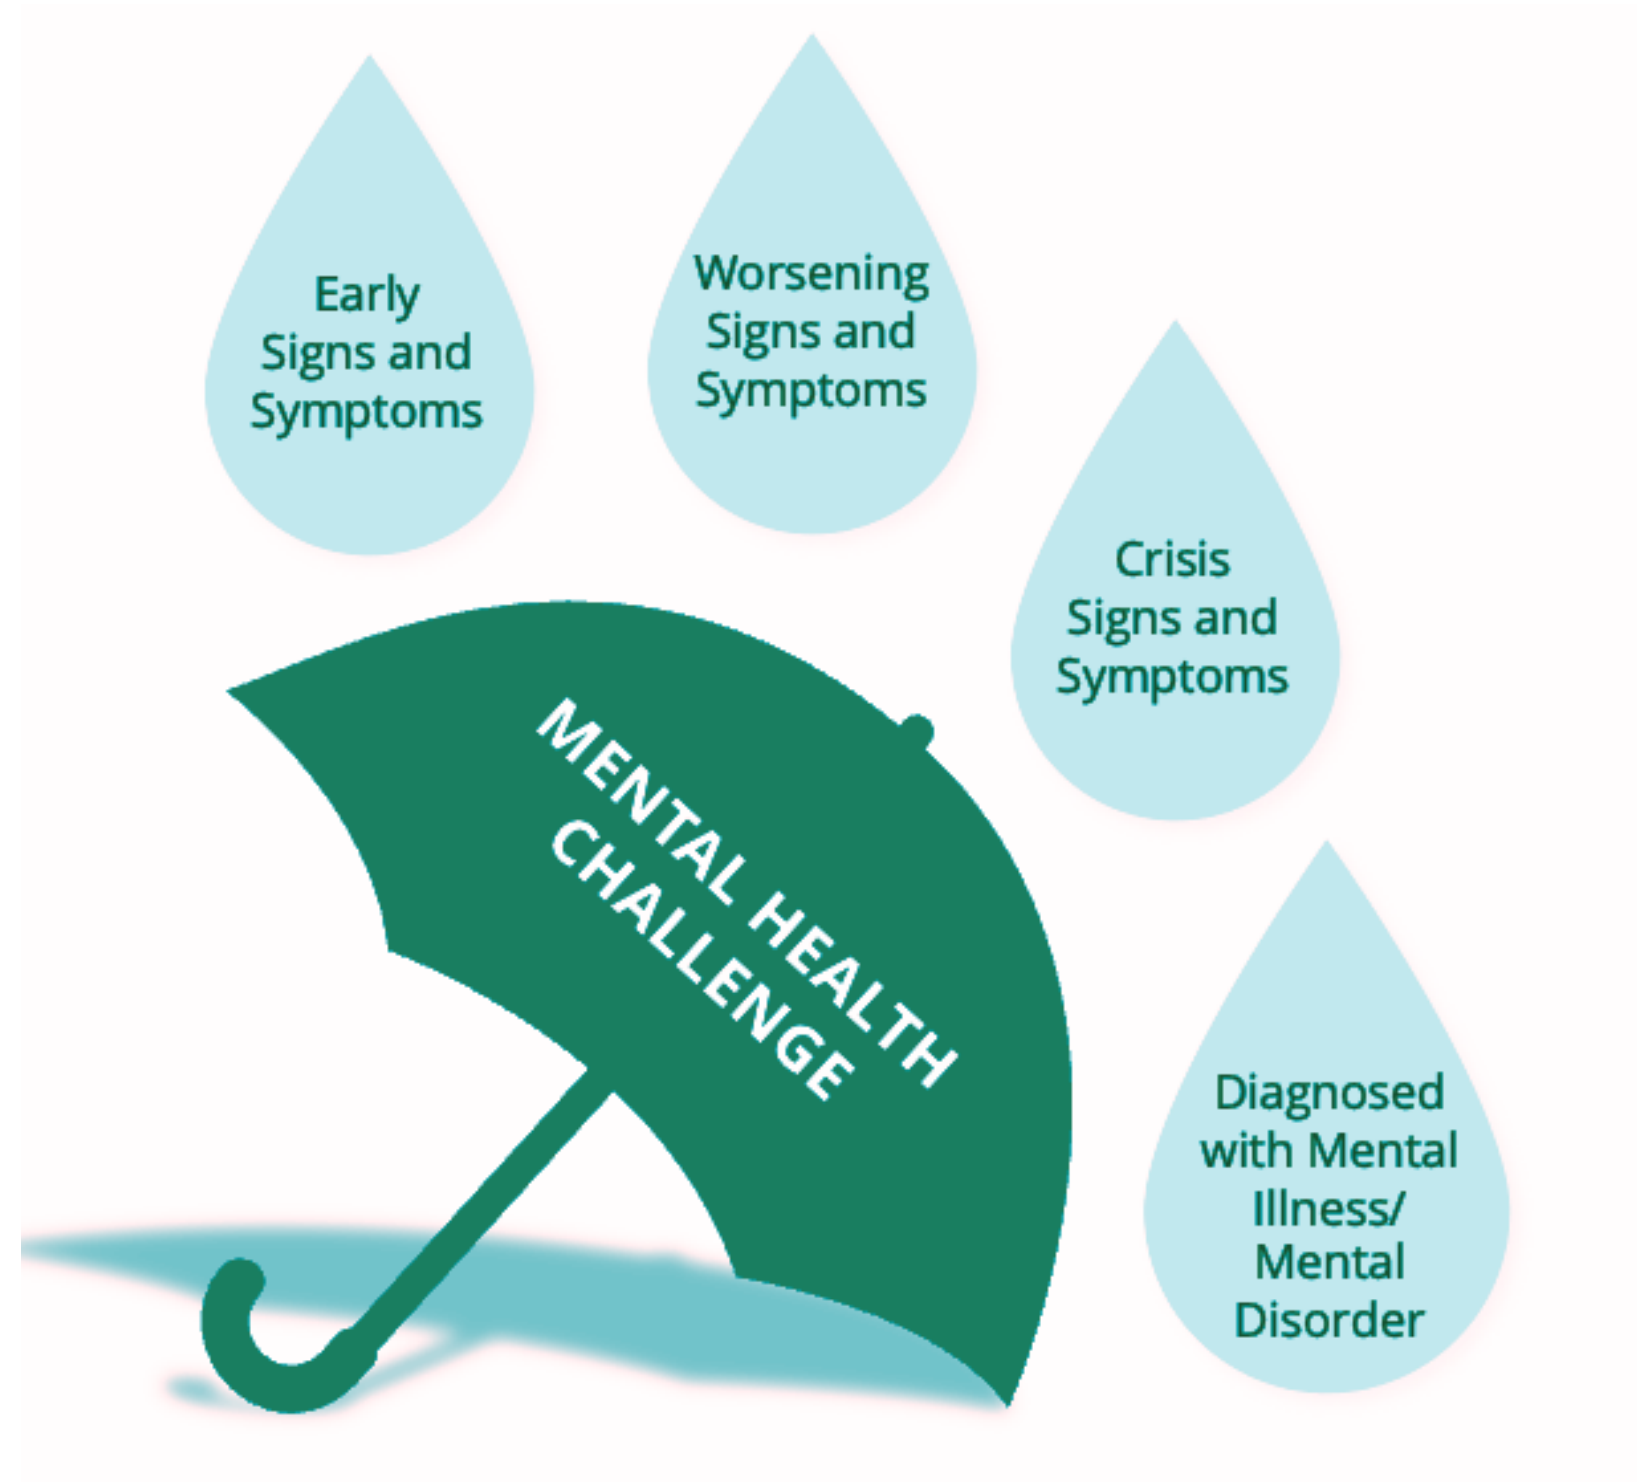 Early
Signs and
Symptoms
Worsening
Signs and
Symptoms
Crisis
Signs and
Symptoms
MENTAL HEALTH
CHALLENGE
Diagnosed
with Mental
Illness/
Mental
Disorder